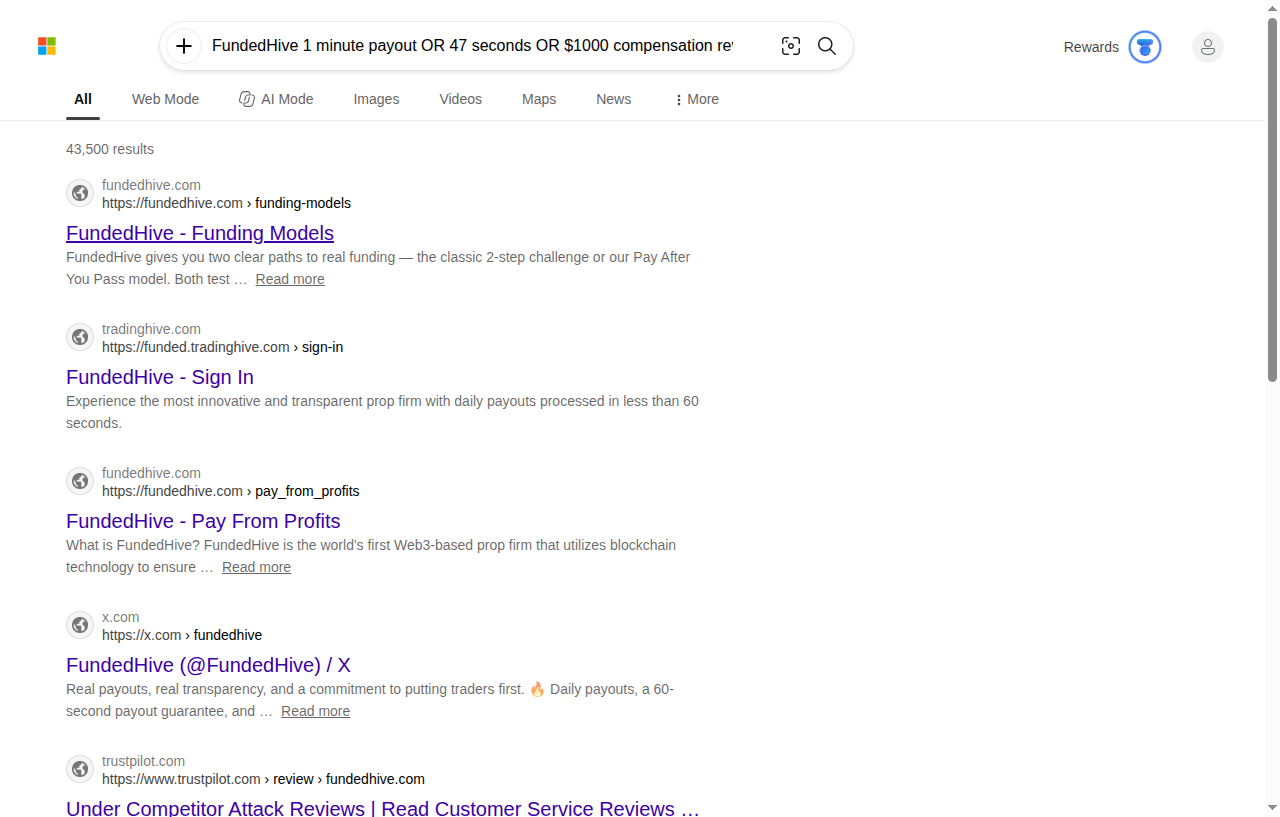 FundedHive 1 minute payout OR 47 seconds OR $1000 compensation re
Rewards
All
Web Mode
AI Mode
Images
Videos
Maps
News
More
43,500 results
fundedhive.com
https://fundedhive.com › funding-models
FundedHive - Funding Models
FundedHive gives you two clear paths to real funding — the classic 2-step challenge or our Pay After
You Pass model. Both test … Read more
tradinghive.com
https://funded.tradinghive.com › sign-in
FundedHive - Sign In
Experience the most innovative and transparent prop firm with daily payouts processed in less than 60
seconds.
fundedhive.com
https://fundedhive.com › pay_from_profits
FundedHive - Pay From Profits
What is FundedHive? FundedHive is the world's first Web3-based prop firm that utilizes blockchain
technology to ensure … Read more
x.com
https://x.com › fundedhive
FundedHive (@FundedHive) / X
Real payouts, real transparency, and a commitment to putting traders first. 🔥 Daily payouts, a 60-
second payout guarantee, and … Read more
trustpilot.com
https://www.trustpilot.com › review › fundedhive.com
Under Competitor Attack Reviews | Read Customer Service Reviews …